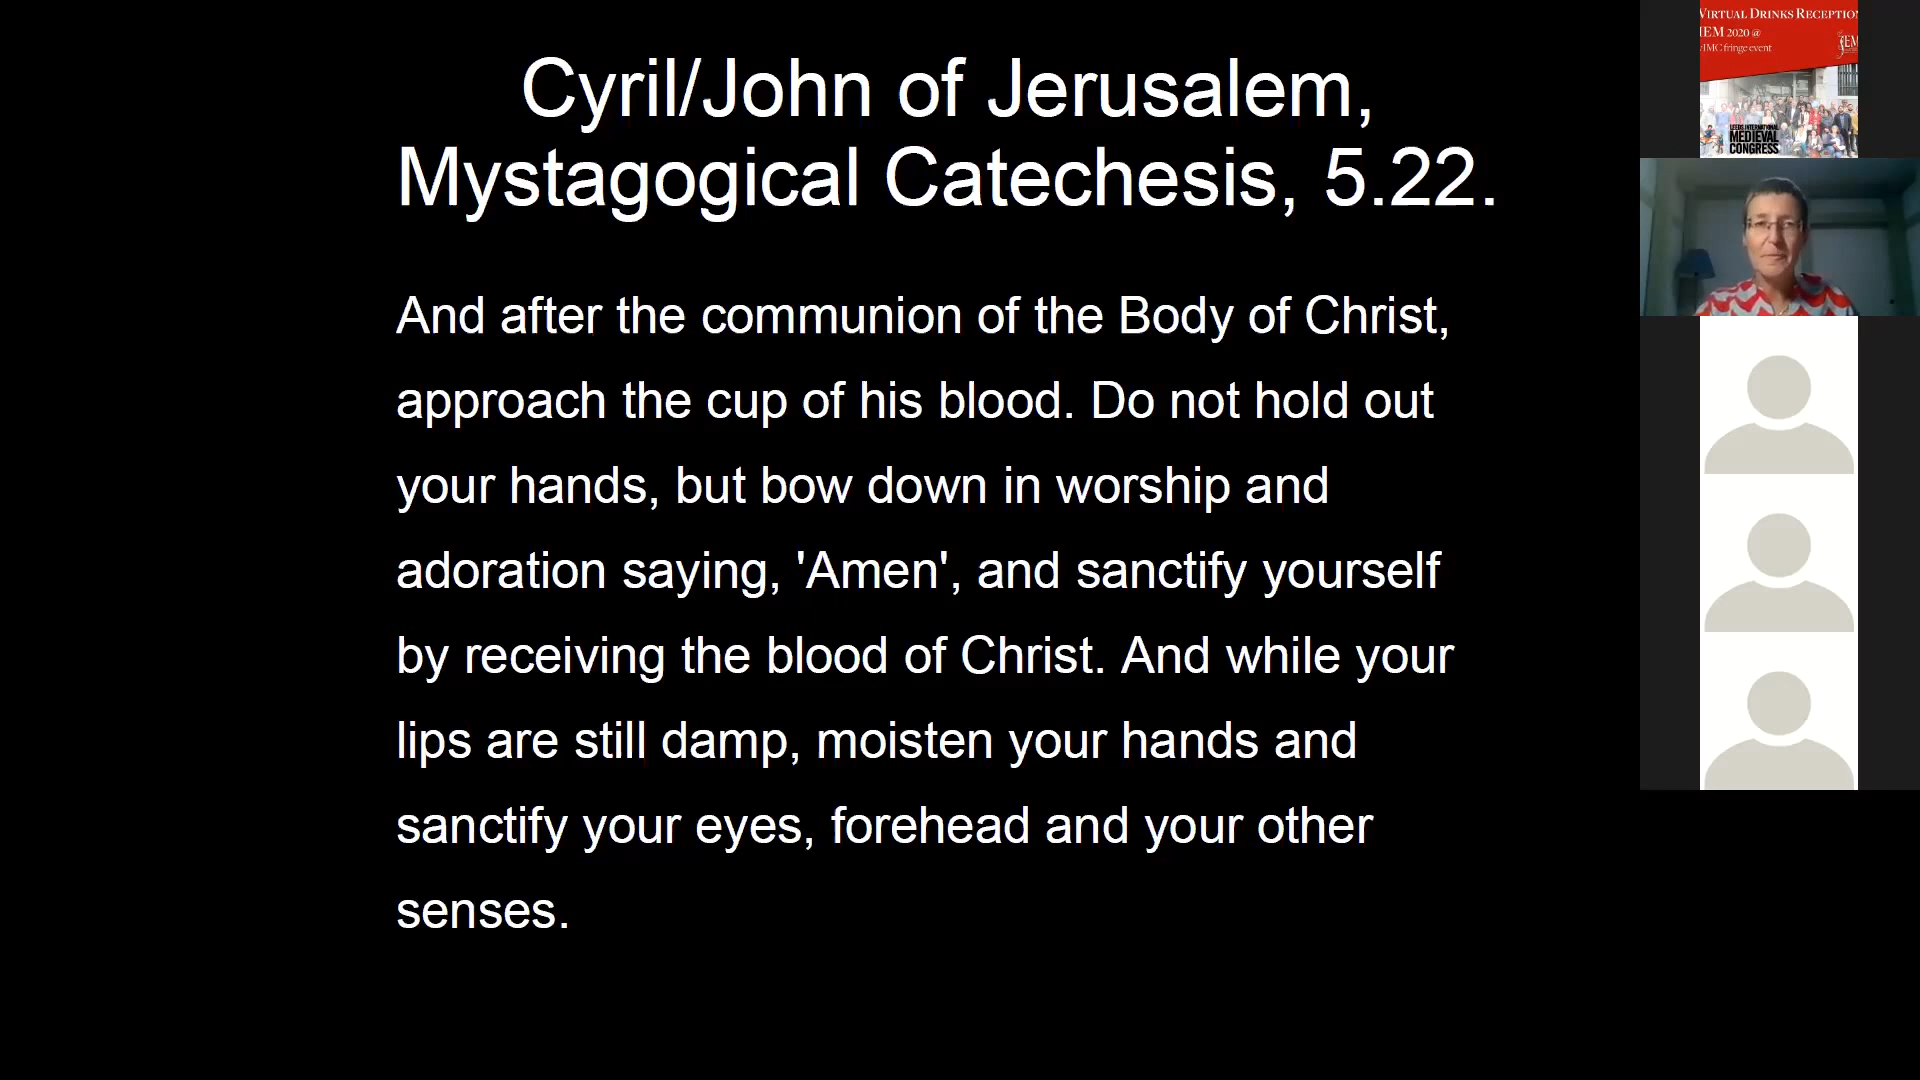 Cyril/John of Jerusalem,
Mystagogical Catechesis, 5.22.
And after the communion of the Body of Christ,
approach the cup of his blood. Do not hold out
your hands, but bow down in worship and
adoration saying, 'Amen', and sanctify yourself
by receiving the blood of Christ. And while your
lips are still damp, moisten your hands and
sanctify your eyes, forehead and your other
senses.
VIRTUAL DRINKS RECEPTION
IEM 2020 @
IMC fringe event
LEEDS INTERNATIONAL
MEDIEVAL
CONGRESS